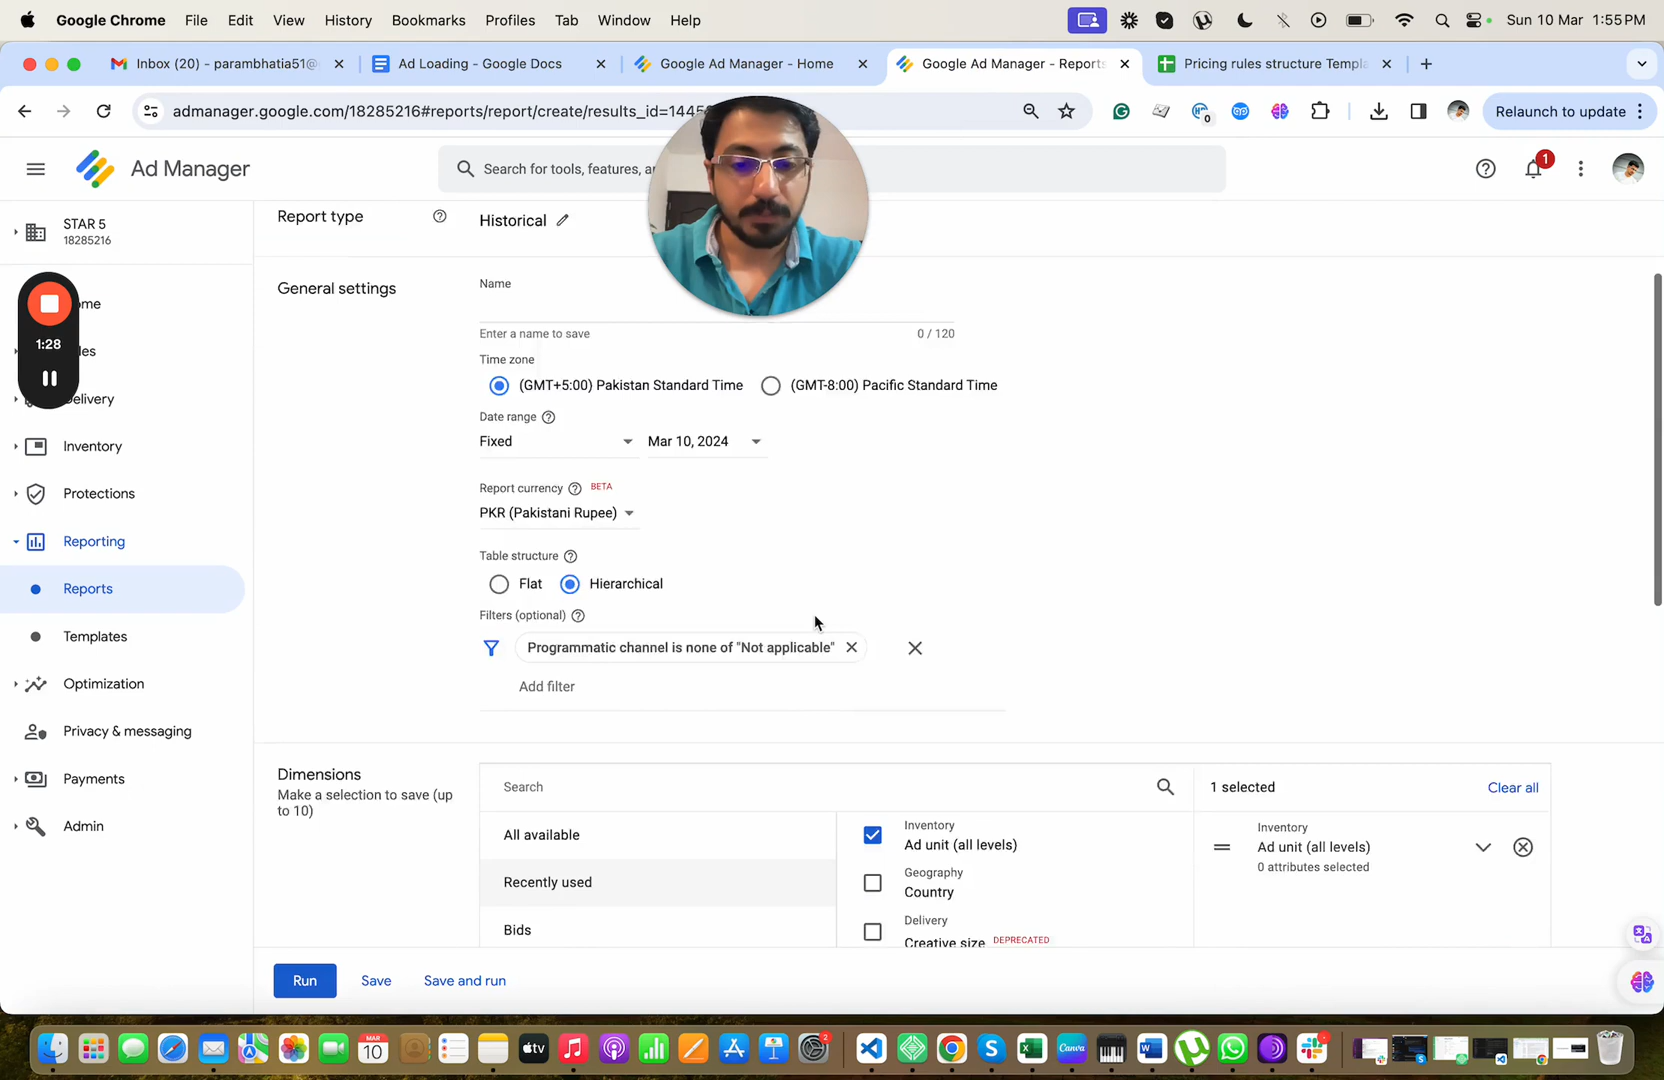 Google Chrome File Edit View History Bookmarks Profiles Tab Window Help
Sun 10 Mar 1:55PM
Inbox (20) - parambhatia51@
Ad Loading - Google Docs
Google Ad Manager - Home
Google Ad Manager - Reports
Pricing rules structure Templa
admanager.google.com/18285216#reports/report/create/results_id=1445
0
Relaunch to update
Ad Manager
Search for tools, features,
1
STAR 5
18285216
Report type
Historical
General settings
Name
Enter a name to save
0 / 120
1:28
Time zone
(GMT+5:00) Pakistan Standard Time
(GMT-8:00) Pacific Standard Time
Date range
Fixed
Mar 10, 2024
Report currency BETA
PKR (Pakistani Rupee)
Table structure
Flat
Hierarchical
Filters (optional)
Programmatic channel is none of "Not applicable"
Add filter
Inventory
Protections
Reporting
Reports
Templates
Optimization
Privacy & messaging
Payments
Admin
Dimensions
Make a selection to save (up
to 10)
Search
All available
Recently used
Bids
Inventory
Ad unit (all levels)
Geography
Country
Delivery
Creative size DEPRECATED
1 selected
Clear all
Inventory
Ad unit (all levels)
0 attributes selected
Run
Save
Save and run
MAR
10
tv
Canva
2